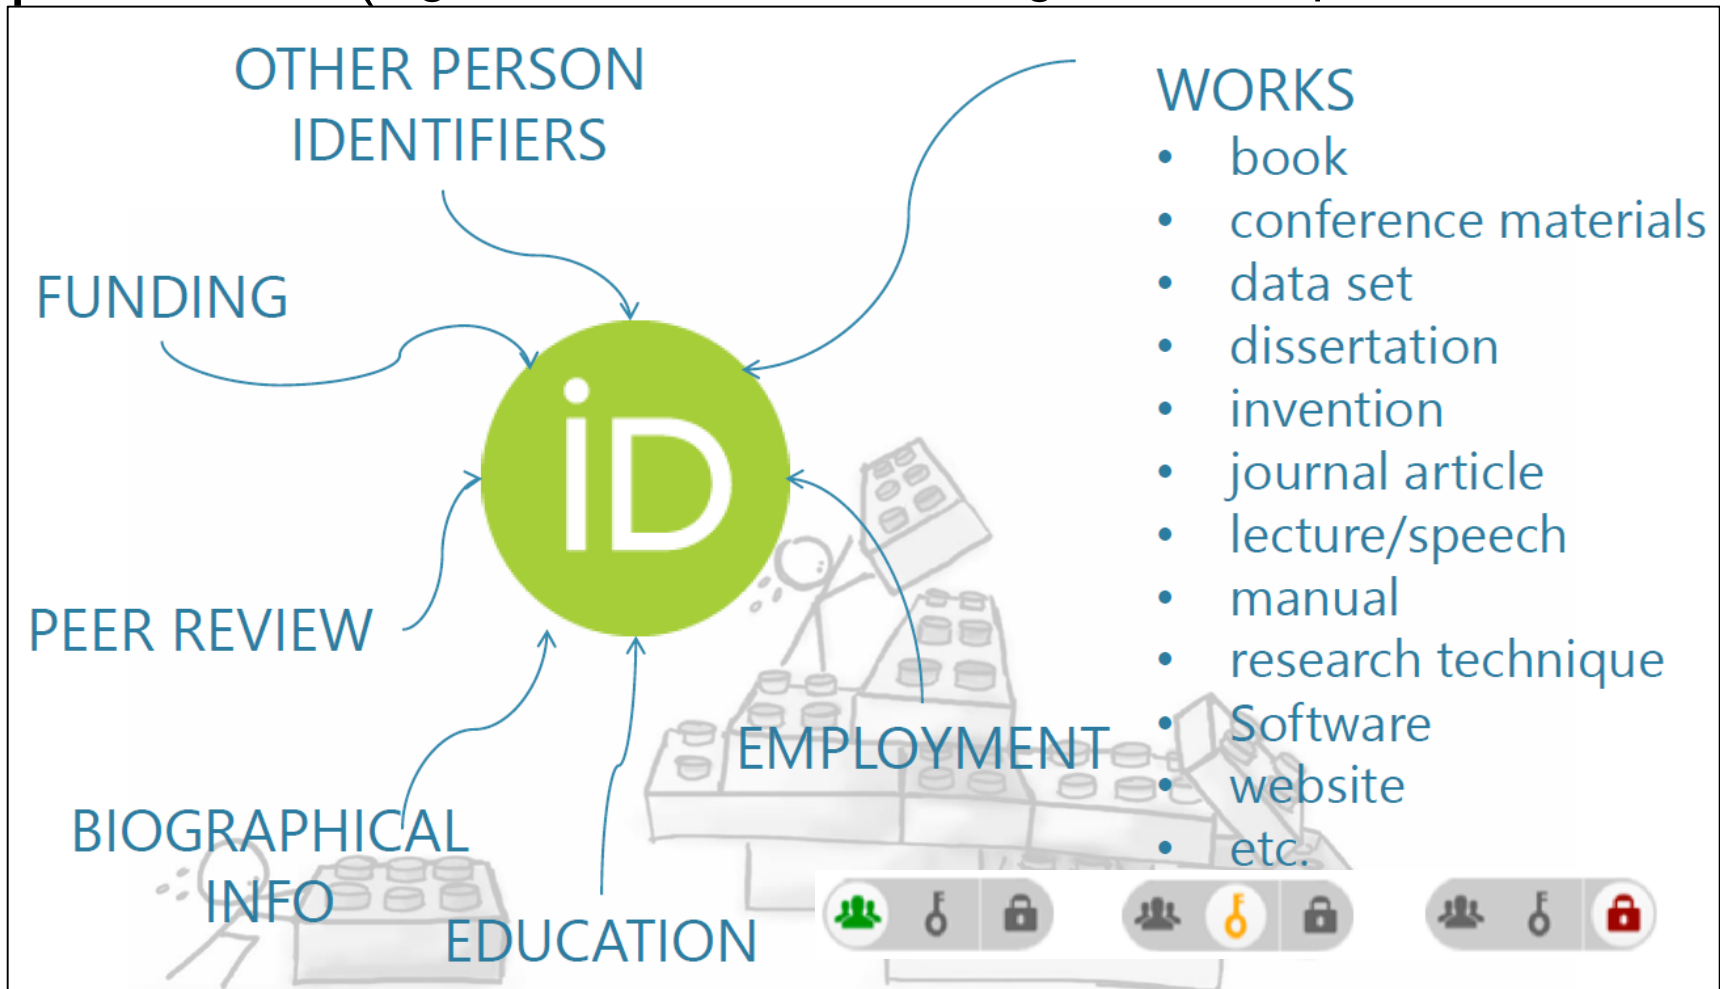 OTHER PERSON
IDENTIFIERS
FUNDING
iD
PEER REVIEW
BIOGRAPHICAL
INFO
EDUCATION
EMPLOYMENT
WORKS
• book
• conference materials
• data set
• dissertation
• invention
• journal article
• lecture/speech
• manual
• research technique
• Software
• website
• etc.